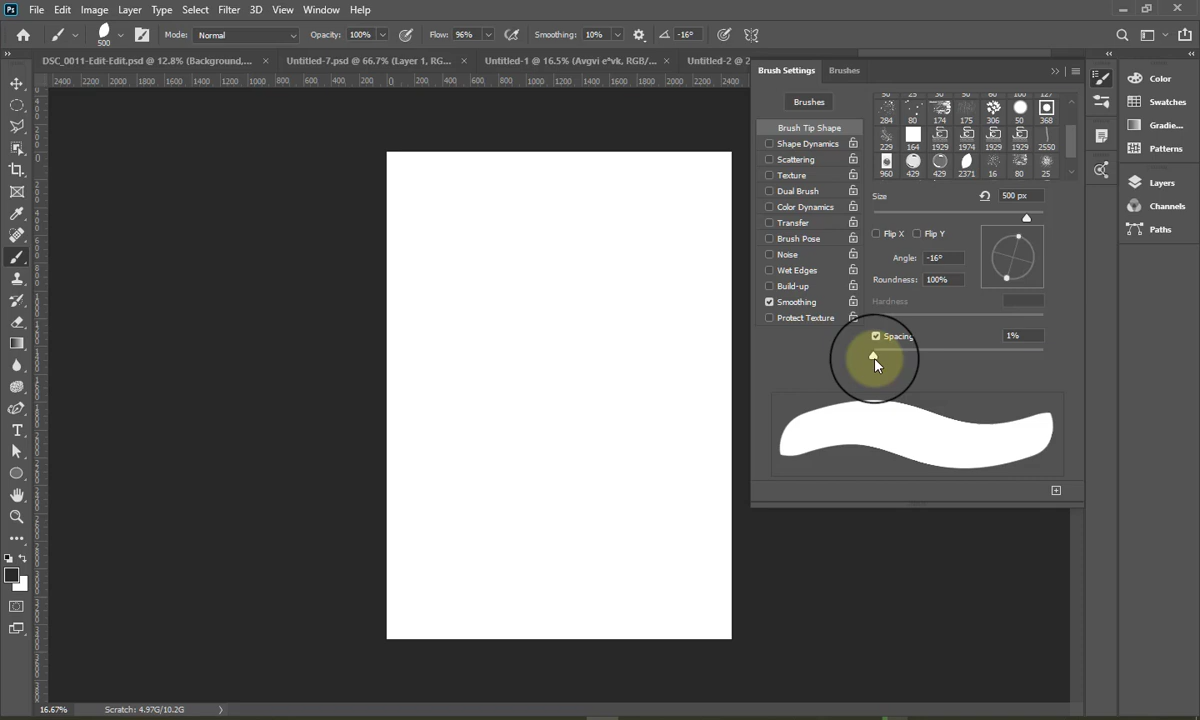 Ps File Edit Image Layer Type Select Filter 3D View Window Help
500 Mode: Normal Opacity: 100% Flow: 96% Smoothing: 10% -16°
DSC_0011-Edit-Edit.psd @ 12.8% (Background,... × Untitled-7.psd @ 66.7% (Layer 1, RG... × Untitled-1 @ 16.5% (Avgvi e^vk, RGB/... × Untitled-2 @ 2
2400 2200 2000 1800 1600 1400 1200 1000 800 600 400 200 0 200 400 600 800 1000 1200 1400 1600 1800 2000 2200 2400
Brush Settings Brushes
Brushes
Brush Tip Shape
Shape Dynamics
Scattering
Texture
Dual Brush
Color Dynamics
Transfer
Brush Pose
Noise
Wet Edges
Build-up
Smoothing
Protect Texture
284 80 174 175 306 50 368
229 164 1929 1974 1929 1929 2550
960 429 429 2371 16 80 25
Size 500 px
Flip X Flip Y
Angle: -16°
Roundness: 100%
Hardness
Spacing 1%
Color
Swatches
Gradie...
Patterns
Layers
Channels
Paths
16.67% Scratch: 4.97G/10.2G